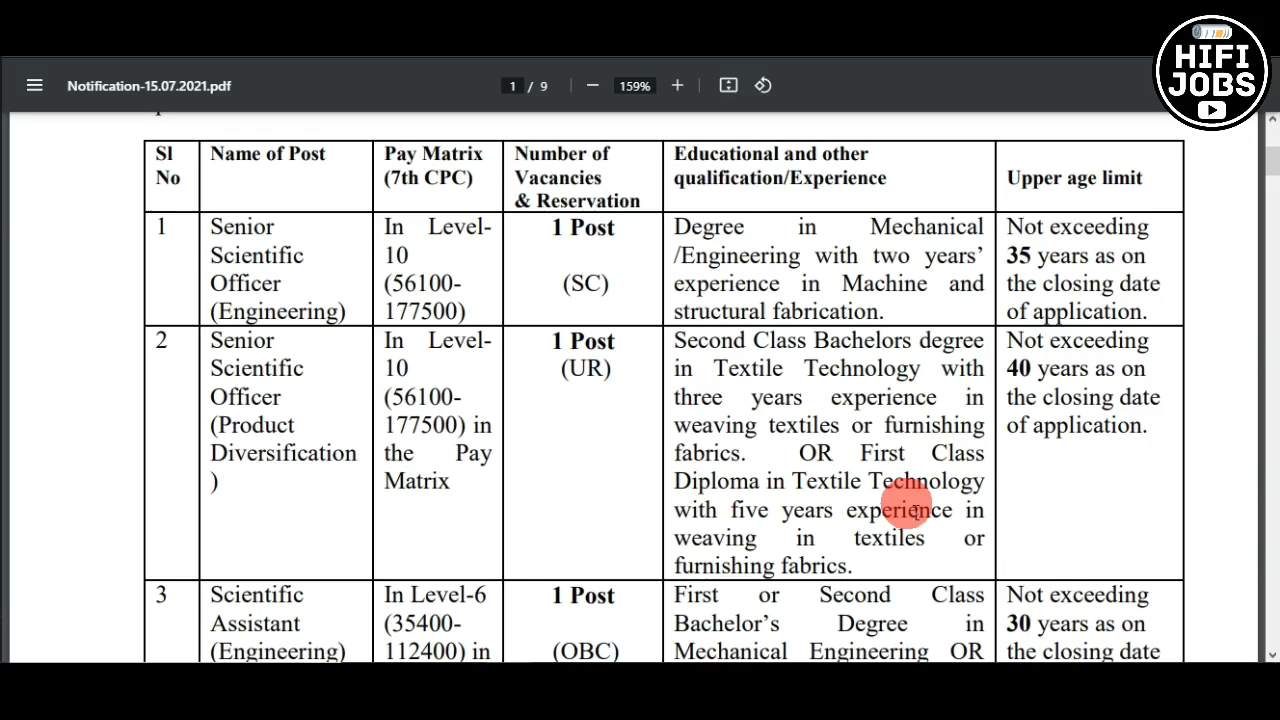 HIFI
JOBS
Notification-15.07.2021.pdf
1 / 9
159%
Sl
No
Name of Post
Pay Matrix
(7th CPC)
Number of
Vacancies
& Reservation
Educational and other
qualification/Experience
Upper age limit
1
Senior
Scientific
Officer
(Engineering)
In Level-
10
(56100-
177500)
1 Post
(SC)
Degree in Mechanical
/Engineering with two years’
experience in Machine and
structural fabrication.
Not exceeding
35 years as on
the closing date
of application.
2
Senior
Scientific
Officer
(Product
Diversification
)
In Level-
10
(56100-
177500) in
the Pay
Matrix
1 Post
(UR)
Second Class Bachelors degree
in Textile Technology with
three years experience in
weaving textiles or furnishing
fabrics. OR First Class
Diploma in Textile Technology
with five years experience in
weaving in textiles or
furnishing fabrics.
Not exceeding
40 years as on
the closing date
of application.
3
Scientific
Assistant
(Engineering)
In Level-6
(35400-
112400) in
1 Post
(OBC)
First or Second Class
Bachelor’s Degree in
Mechanical Engineering OR
Not exceeding
30 years as on
the closing date